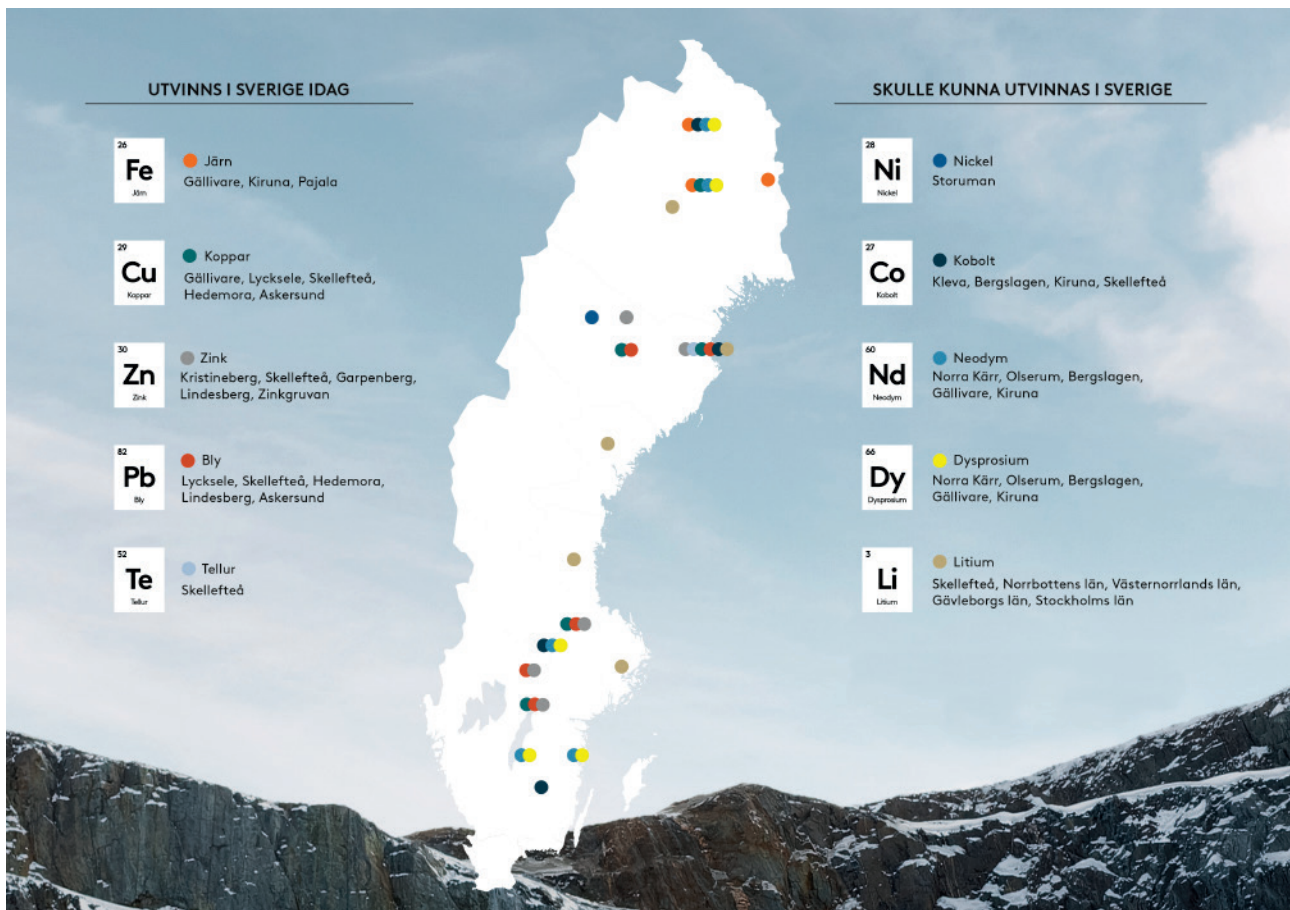 UTVINNS I SVERIGE IDAG
26
Fe
Järn
Järn
Gällivare, Kiruna, Pajala
29
Cu
Koppar
Koppar
Gällivare, Lycksele, Skellefteå,
Hedemora, Askersund
30
Zn
Zink
Zink
Kristineberg, Skellefteå, Garpenberg,
Lindesberg, Zinkgruvan
82
Pb
Bly
Bly
Lycksele, Skellefteå, Hedemora,
Lindesberg, Askersund
52
Te
Tellur
Tellur
Skellefteå
SKULLE KUNNA UTVINNAS I SVERIGE
28
Ni
Nickel
Nickel
Storuman
27
Co
Kobolt
Kobolt
Kleva, Bergslagen, Kiruna, Skellefteå
60
Nd
Neodym
Neodym
Norra Kärr, Olserum, Bergslagen,
Gällivare, Kiruna
66
Dy
Dysprosium
Dysprosium
Norra Kärr, Olserum, Bergslagen,
Gällivare, Kiruna
3
Li
Litium
Litium
Skellefteå, Norrbottens län, Västernorrlands län,
Gävleborgs län, Stockholms län